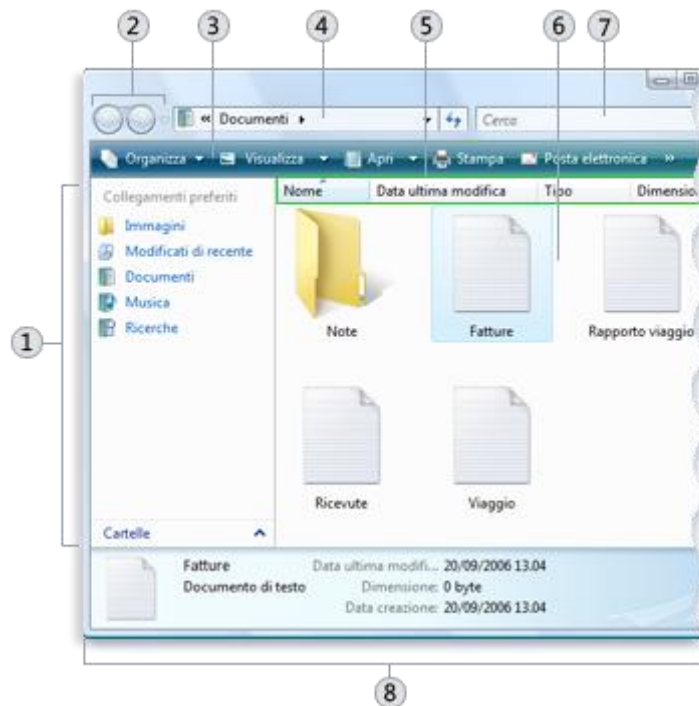 2 3 4 5 6 7
« Documenti Cerca
Organizza Visualizza Apri Stampa Posta elettronica »
Collegamenti preferiti
Nome Data ultima modifica Tipo Dimensio
Immagini
Modificati di recente
Documenti
Musica
Ricerche
1
Note Fatture Rapporto viaggio
Ricevute Viaggio
Cartelle
Fatture Data ultima modifi... 20/09/2006 13.04
Documento di testo Dimensione: 0 byte
Data creazione: 20/09/2006 13.04
8